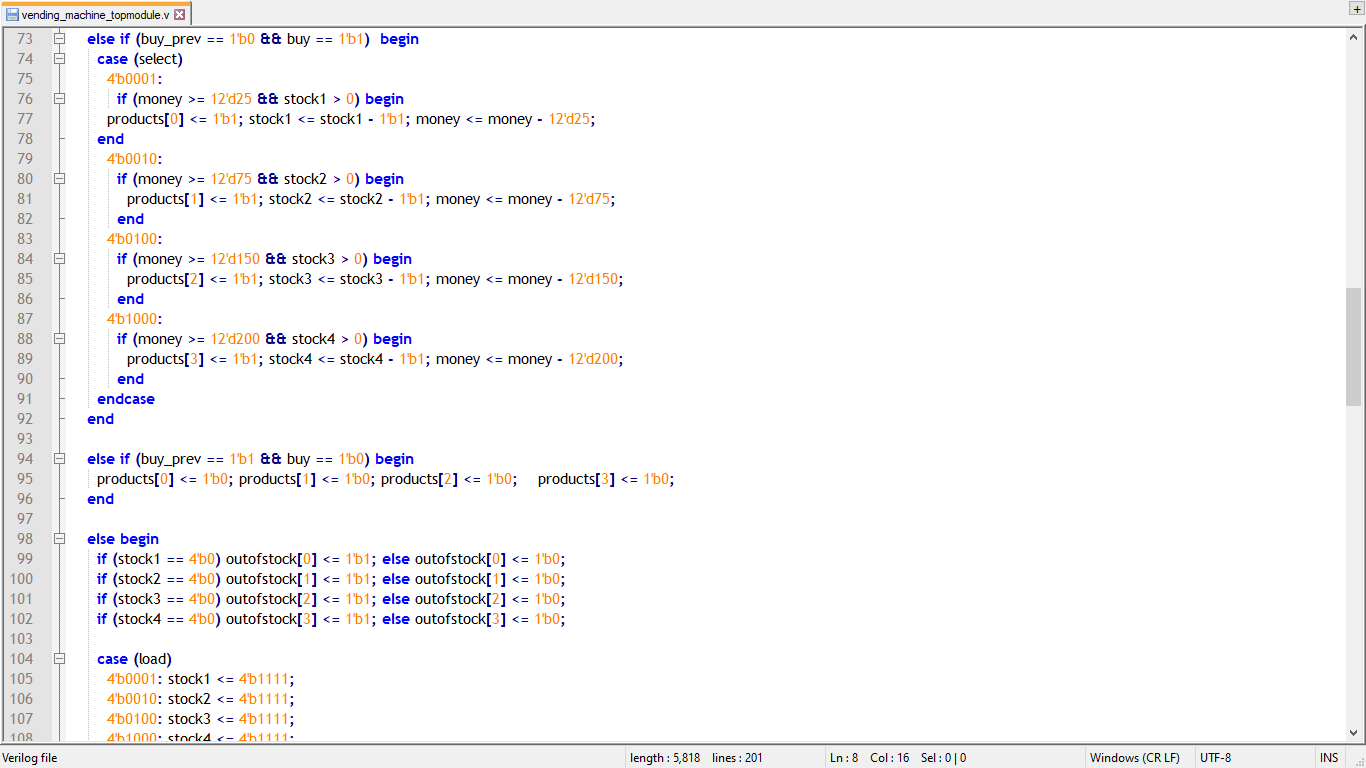 vending_machine_topmodule.v
73 else if (buy_prev == 1'b0 && buy == 1'b1)  begin
74 case (select)
75 4'b0001:
76 if (money >= 12'd25 && stock1 > 0) begin
77 products[0] <= 1'b1; stock1 <= stock1 - 1'b1; money <= money - 12'd25;
78 end
79 4'b0010:
80 if (money >= 12'd75 && stock2 > 0) begin
81 products[1] <= 1'b1; stock2 <= stock2 - 1'b1; money <= money - 12'd75;
82 end
83 4'b0100:
84 if (money >= 12'd150 && stock3 > 0) begin
85 products[2] <= 1'b1; stock3 <= stock3 - 1'b1; money <= money - 12'd150;
86 end
87 4'b1000:
88 if (money >= 12'd200 && stock4 > 0) begin
89 products[3] <= 1'b1; stock4 <= stock4 - 1'b1; money <= money - 12'd200;
90 end
91 endcase
92 end
93
94 else if (buy_prev == 1'b1 && buy == 1'b0) begin
95 products[0] <= 1'b0; products[1] <= 1'b0; products[2] <= 1'b0;    products[3] <= 1'b0;
96 end
97
98 else begin
99 if (stock1 == 4'b0) outofstock[0] <= 1'b1; else outofstock[0] <= 1'b0;
100 if (stock2 == 4'b0) outofstock[1] <= 1'b1; else outofstock[1] <= 1'b0;
101 if (stock3 == 4'b0) outofstock[2] <= 1'b1; else outofstock[2] <= 1'b0;
102 if (stock4 == 4'b0) outofstock[3] <= 1'b1; else outofstock[3] <= 1'b0;
103
104 case (load)
105 4'b0001: stock1 <= 4'b1111;
106 4'b0010: stock2 <= 4'b1111;
107 4'b0100: stock3 <= 4'b1111;
108 4'b1000: stock4 <= 4'b1111;
Verilog file length : 5,818 lines : 201 Ln : 8 Col : 16 Sel : 0 | 0 Windows (CR LF) UTF-8 INS